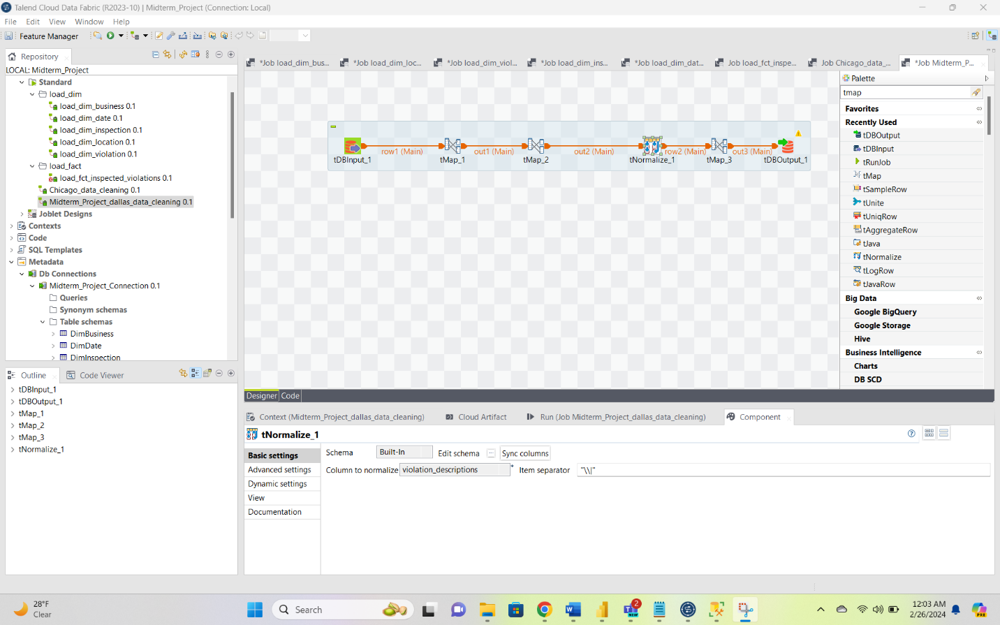 Talend Cloud Data Fabric (R2023-10) | Midterm_Project (Connection: Local)
File Edit View Window Help
Feature Manager
Repository
LOCAL: Midterm_Project
Standard
load_dim
load_dim_business 0.1
load_dim_date 0.1
load_dim_inspection 0.1
load_dim_location 0.1
load_dim_violation 0.1
load_fact
load_fct_inspected_violations 0.1
Chicago_data_cleaning 0.1
Midterm_Project_dallas_data_cleaning 0.1
Joblet Designs
Contexts
Code
SQL Templates
Metadata
Db Connections
Midterm_Project_Connection 0.1
Queries
Synonym schemas
Table schemas
DimBusiness
DimDate
DimInspection
Outline
Code Viewer
tDBInput_1
tDBOutput_1
tMap_1
tMap_2
tMap_3
tNormalize_1
*Job load_dim_bus...
*Job load_dim_loc...
*Job load_dim_viol...
*Job load_dim_ins...
*Job load_dim_dat...
Job load_fct_inspe...
Job Chicago_data_...
*Job Midterm_P...
row1 (Main) out1 (Main) out2 (Main) row2 (Main) out3 (Main)
tDBInput_1 tMap_1 tMap_2 tNormalize_1 tMap_3 tDBOutput_1
Palette
tmap
Favorites
Recently Used
tDBOutput
tDBInput
tRunJob
tMap
tSampleRow
tUnite
tUniqRow
tAggregateRow
tJava
tNormalize
tLogRow
tJavaRow
Big Data
Google BigQuery
Google Storage
Hive
Business Intelligence
Charts
DB SCD
Designer Code
Context (Midterm_Project_dallas_data_cleaning)
Cloud Artifact
Run (Job Midterm_Project_dallas_data_cleaning)
Component
tNormalize_1
Basic settings
Advanced settings
Dynamic settings
View
Documentation
Schema Built-In Edit schema ... Sync columns
Column to normalize violation_descriptions * Item separator "\\|"
28°F
Clear
Search
2
NEW
12:03 AM
2/26/2024
PRE